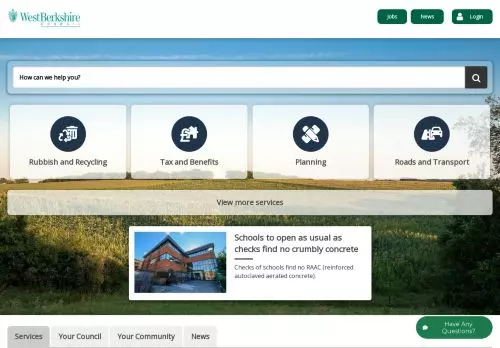 WestBerkshire
COUNCIL
Jobs
News
Login
How can we help you?
Rubbish and Recycling
Tax and Benefits
Planning
Roads and Transport
View more services
Schools to open as usual as
checks find no crumbly concrete
Checks of schools find no RAAC (reinforced
autoclaved aerated concrete).
Have Any
Questions?
Services
Your Council
Your Community
News